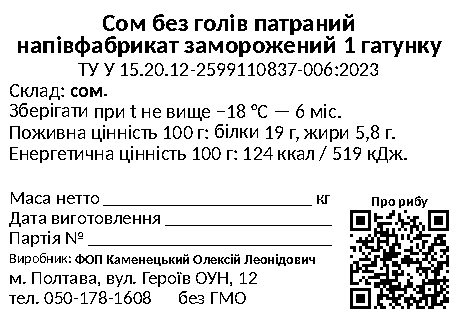 Сом без голів патраний
напівфабрикат заморожений 1 гатунку
ТУ У 15.20.12-2599110837-006:2023
Склад: сом.
Зберігати при t не вище −18 °С — 6 міс.
Поживна цінність 100 г: білки 19 г, жири 5,8 г.
Енергетична цінність 100 г: 124 ккал / 519 кДж.
Маса нетто ______________________ кг
Про рибу
Дата виготовлення __________________
Партія № __________________________
Виробник: ФОП Каменецький Олексій Леонідович
м. Полтава, вул. Героїв ОУН, 12
тел. 050-178-1608 без ГМО